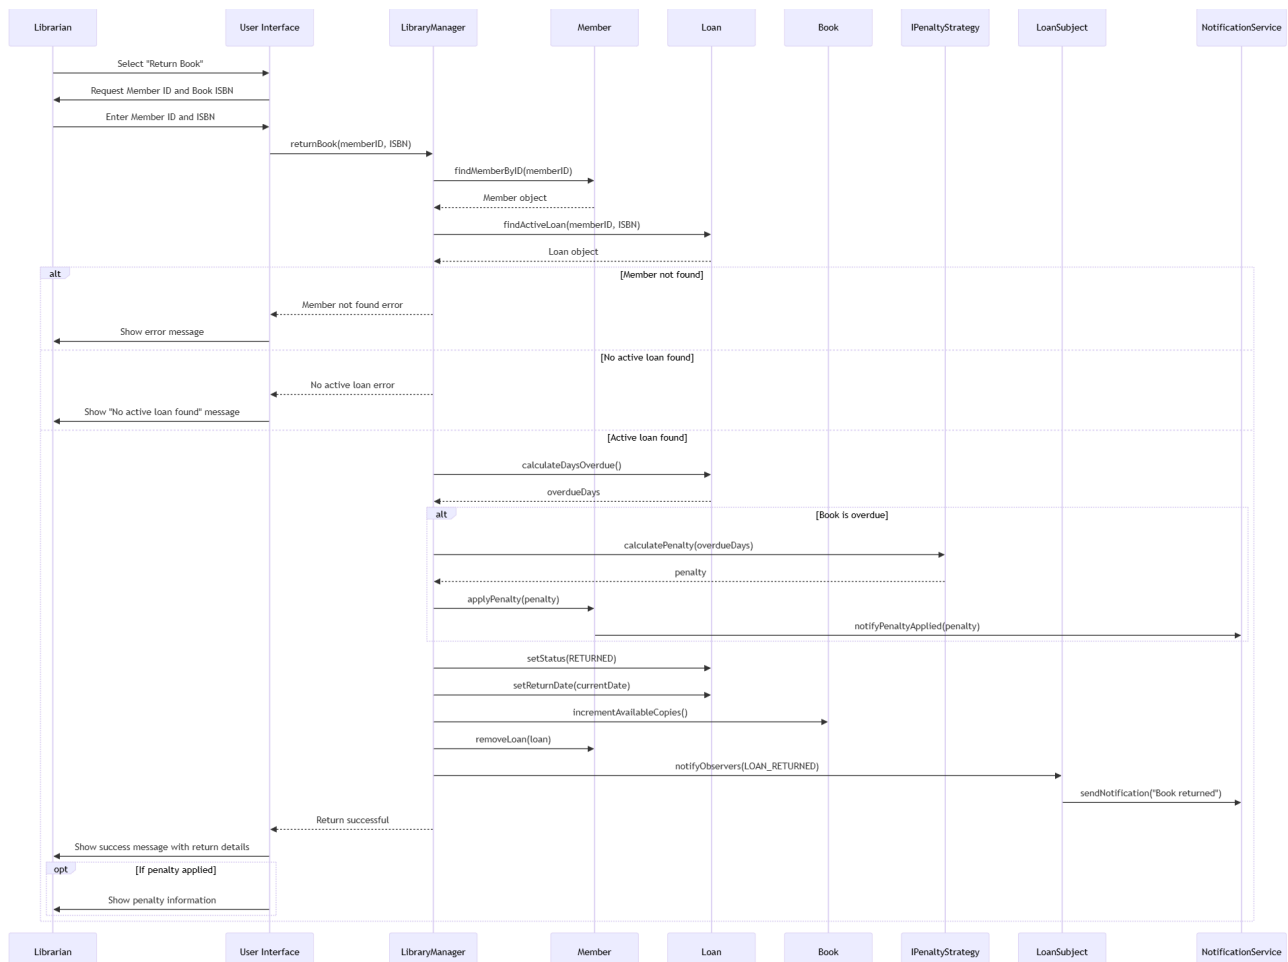 Librarian
User Interface
LibraryManager
Member
Loan
Book
IPenaltyStrategy
LoanSubject
NotificationService
Select "Return Book"
Request Member ID and Book ISBN
Enter Member ID and ISBN
returnBook(memberID, ISBN)
findMemberByID(memberID)
Member object
findActiveLoan(memberID, ISBN)
Loan object
alt
[Member not found]
Member not found error
Show error message
[No active loan found]
No active loan error
Show "No active loan found" message
[Active loan found]
calculateDaysOverdue()
overdueDays
alt
[Book is overdue]
calculatePenalty(overdueDays)
penalty
applyPenalty(penalty)
notifyPenaltyApplied(penalty)
setStatus(RETURNED)
setReturnDate(currentDate)
incrementAvailableCopies()
removeLoan(loan)
notifyObservers(LOAN_RETURNED)
sendNotification("Book returned")
Return successful
Show success message with return details
opt
[If penalty applied]
Show penalty information
Librarian
User Interface
LibraryManager
Member
Loan
Book
IPenaltyStrategy
LoanSubject
NotificationService